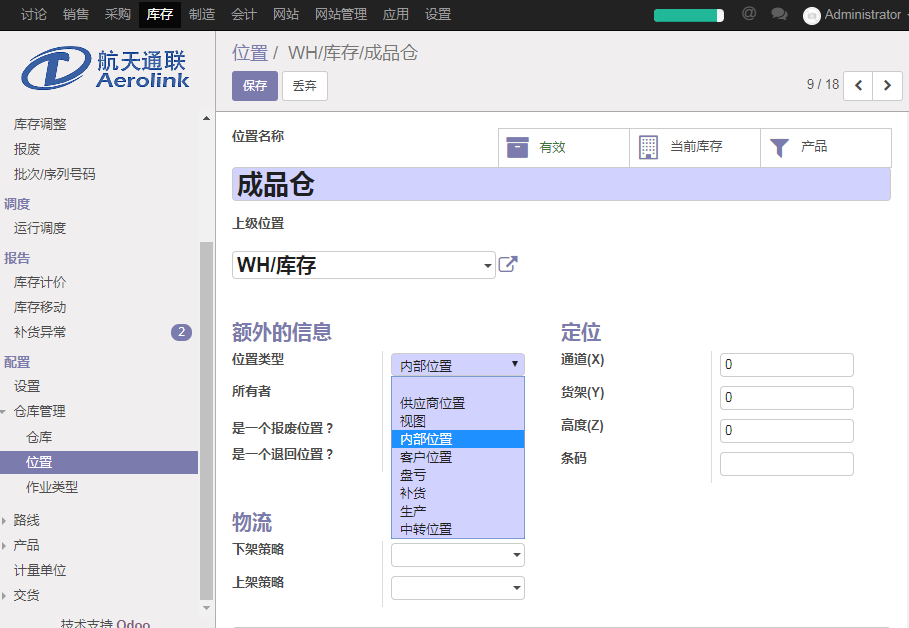 讨论 销售 采购 库存 制造 会计 网站 网站管理 应用 设置 @ Administrator
航天通联
Aerolink
库存调整
报废
批次/序列号码
调度
运行调度
报告
库存计价
库存移动
补货异常 2
配置
设置
仓库管理
仓库
位置
作业类型
路线
产品
计量单位
交货
技术支持 Odoo
位置 / WH/库存/成品仓
保存 丢弃
9 / 18
位置名称
有效 当前库存 产品
成品仓
上级位置
WH/库存
额外的信息
位置类型 内部位置
供应商位置
视图
内部位置
客户位置
盘亏
补货
生产
中转位置
所有者
是一个报废位置？
是一个退回位置？
定位
通道(X) 0
货架(Y) 0
高度(Z) 0
条码
物流
下架策略
上架策略